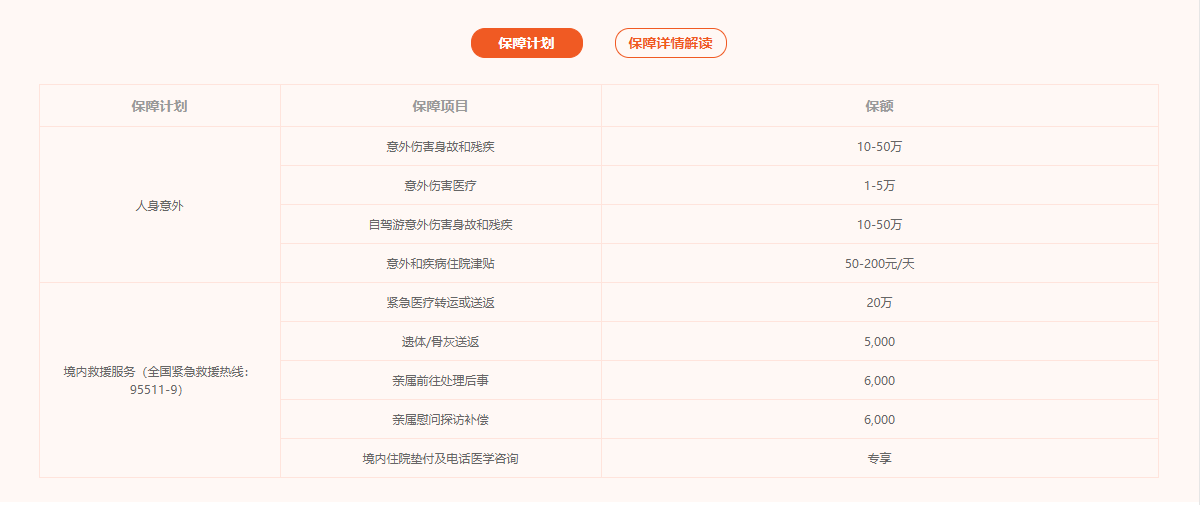 保障计划
保障详情解读
保障计划
保障项目
保额
人身意外
意外伤害身故和残疾
10-50万
意外伤害医疗
1-5万
自驾游意外伤害身故和残疾
10-50万
意外和疾病住院津贴
50-200元/天
境内救援服务（全国紧急救援热线：
95511-9）
紧急医疗转运或送返
20万
遗体/骨灰送返
5,000
亲属前往处理后事
6,000
亲属慰问探访补偿
6,000
境内住院垫付及电话医学咨询
专享